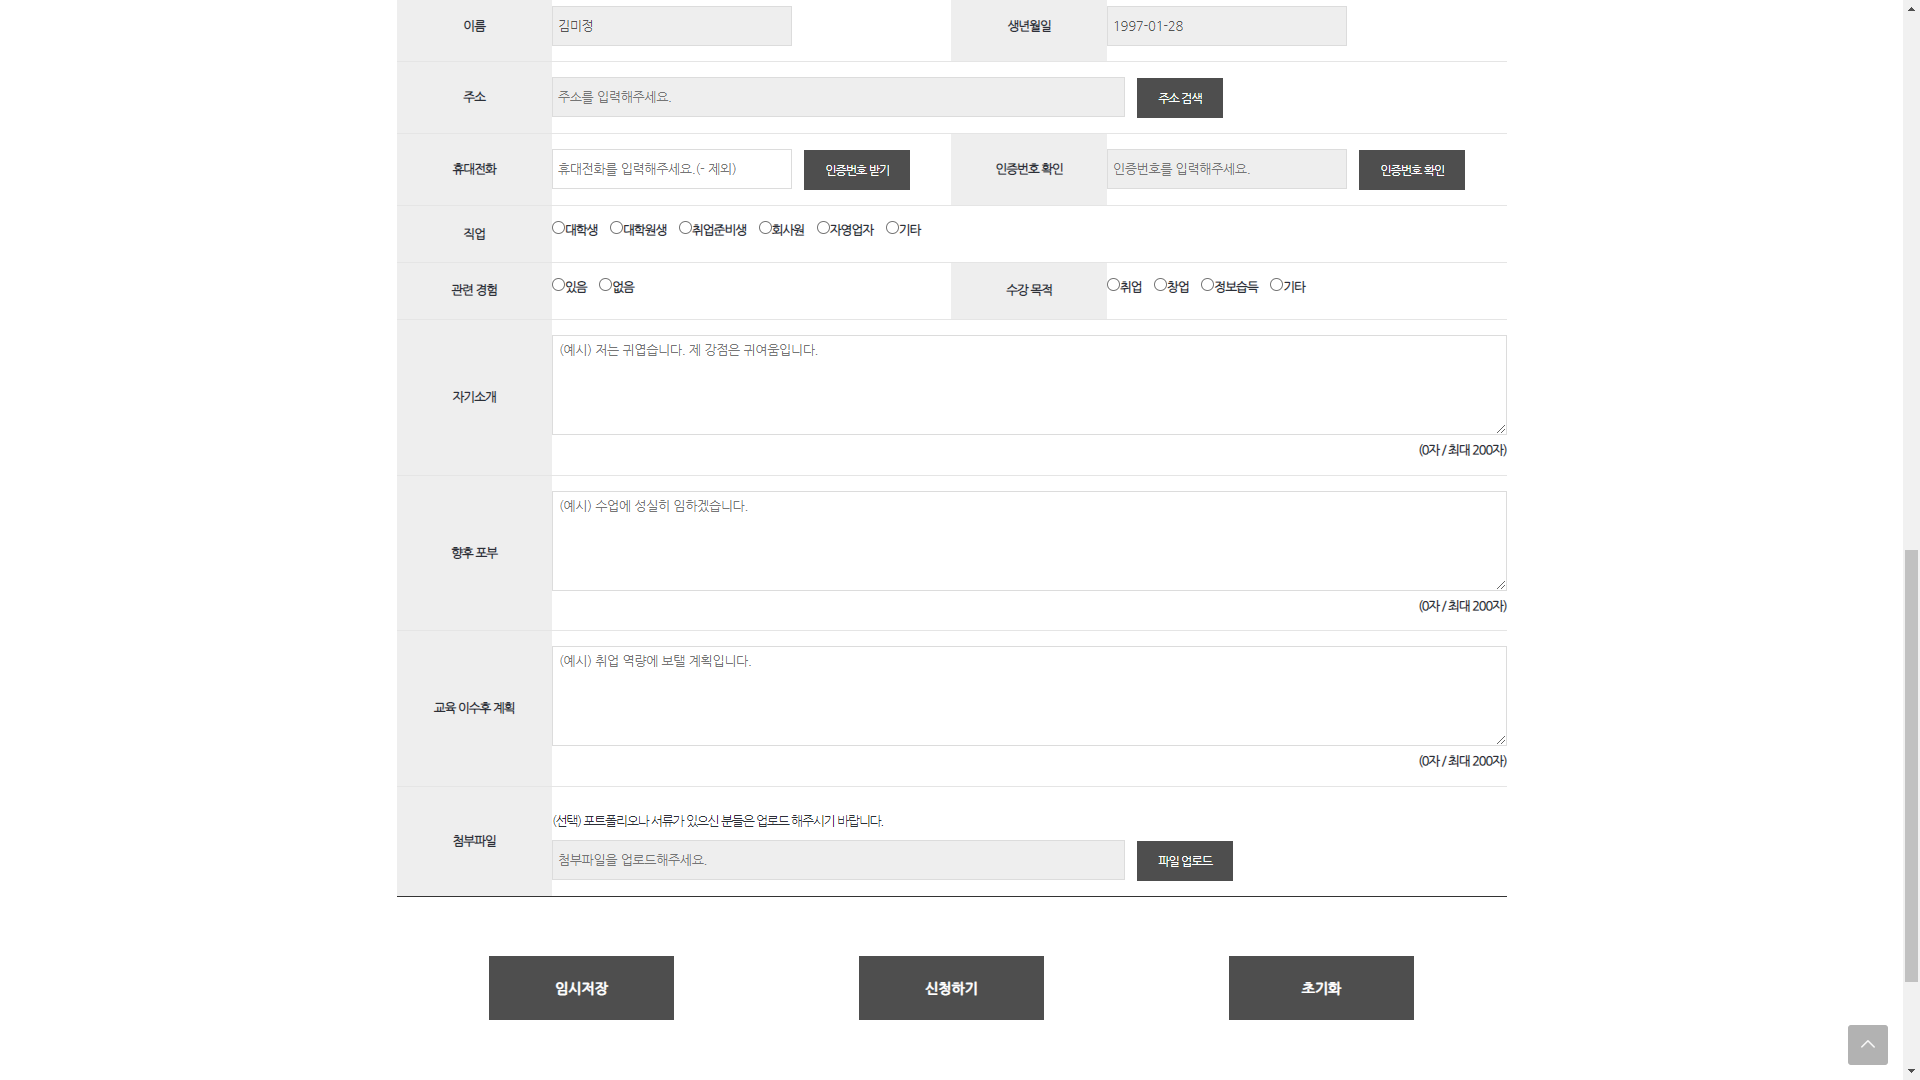 이름 김미정 생년월일 1997-01-28
주소 주소를 입력해주세요. 주소 검색
휴대전화 휴대전화를 입력해주세요.(- 제외) 인증번호 받기 인증번호 확인 인증번호를 입력해주세요. 인증번호 확인
직업 대학생 대학원생 취업준비생 회사원 자영업자 기타
관련 경험 있음 없음 수강 목적 취업 창업 정보습득 기타
자기소개 (예시) 저는 귀엽습니다. 제 강점은 귀여움입니다.
(0자 / 최대 200자)
향후 포부 (예시) 수업에 성실히 임하겠습니다.
(0자 / 최대 200자)
교육 이수후 계획 (예시) 취업 역량에 보탤 계획입니다.
(0자 / 최대 200자)
첨부파일 (선택) 포트폴리오나 서류가 있으신 분들은 업로드 해주시기 바랍니다.
첨부파일을 업로드해주세요. 파일 업로드
임시저장 신청하기 초기화